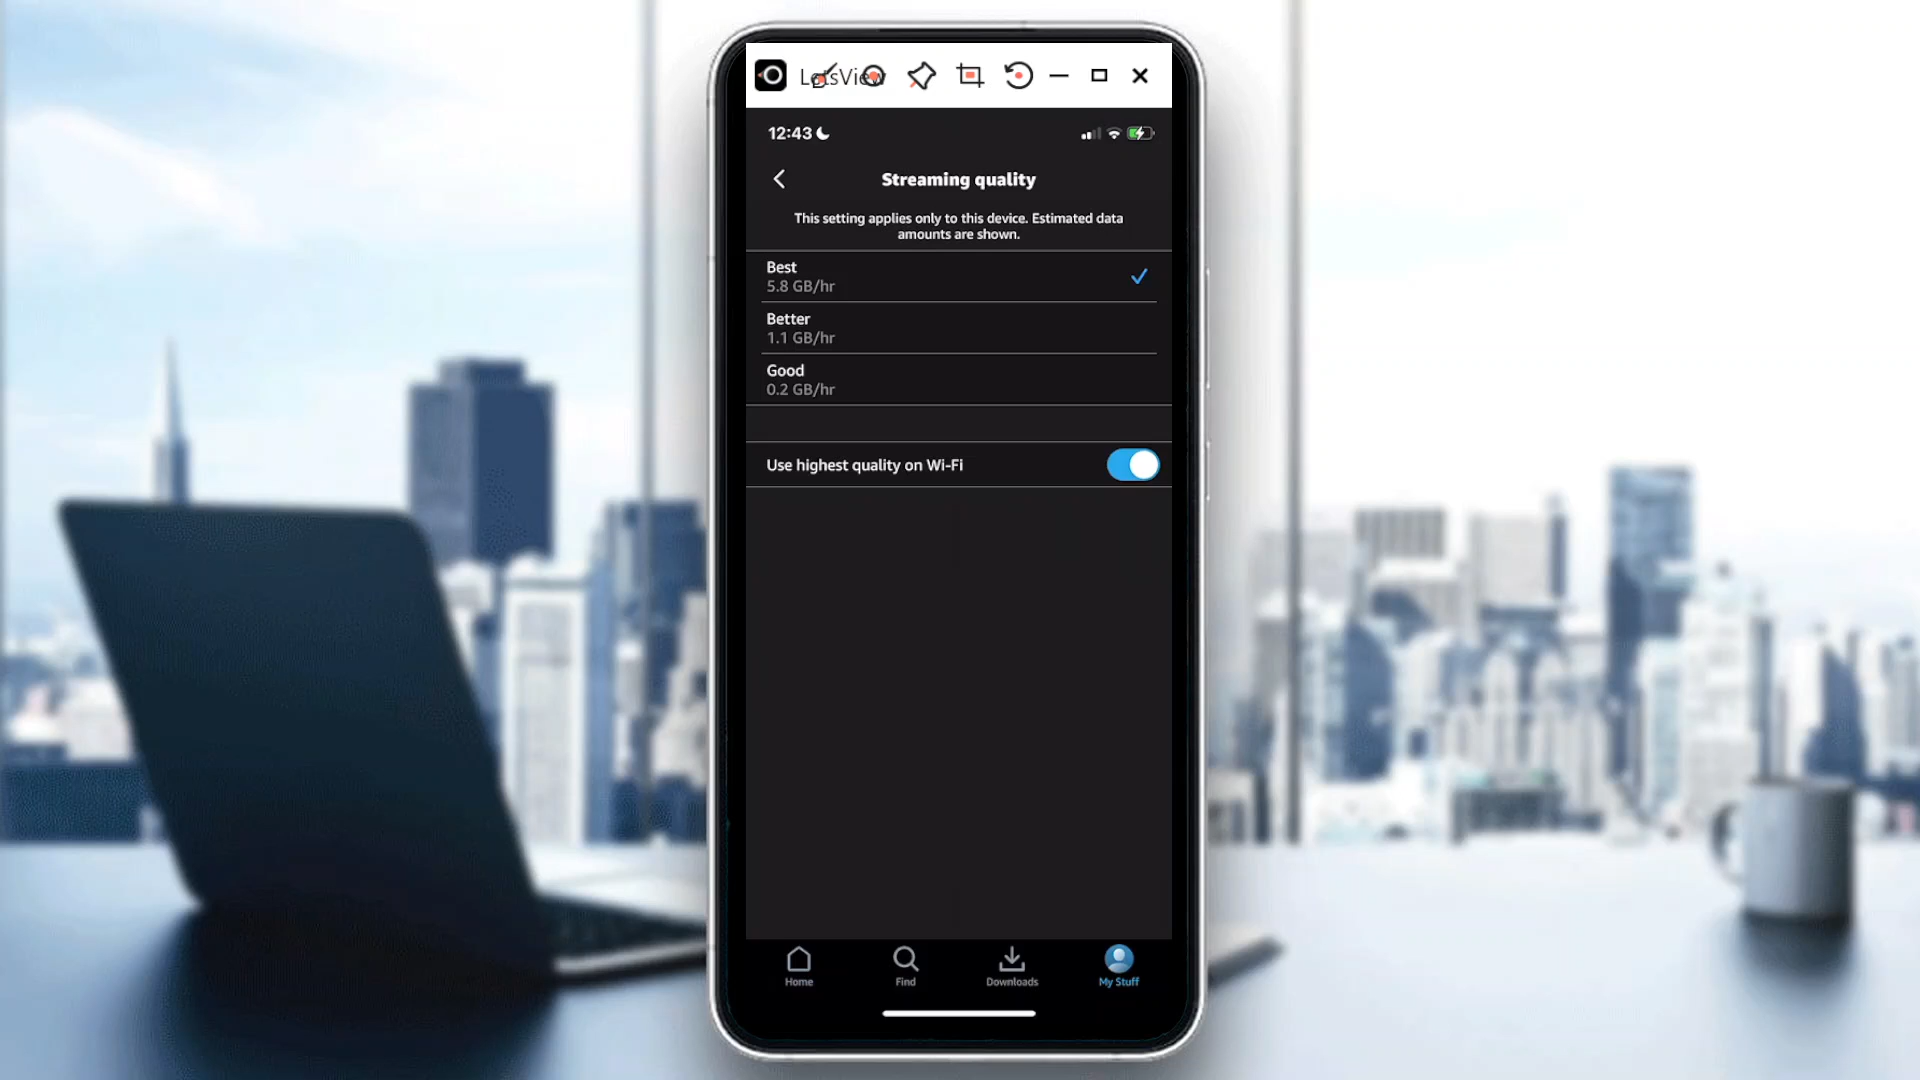 LetsView
12:43
Streaming quality
This setting applies only to this device. Estimated data
amounts are shown.
Best
5.8 GB/hr
Better
1.1 GB/hr
Good
0.2 GB/hr
Use highest quality on Wi-Fi
Home
Find
Downloads
My Stuff